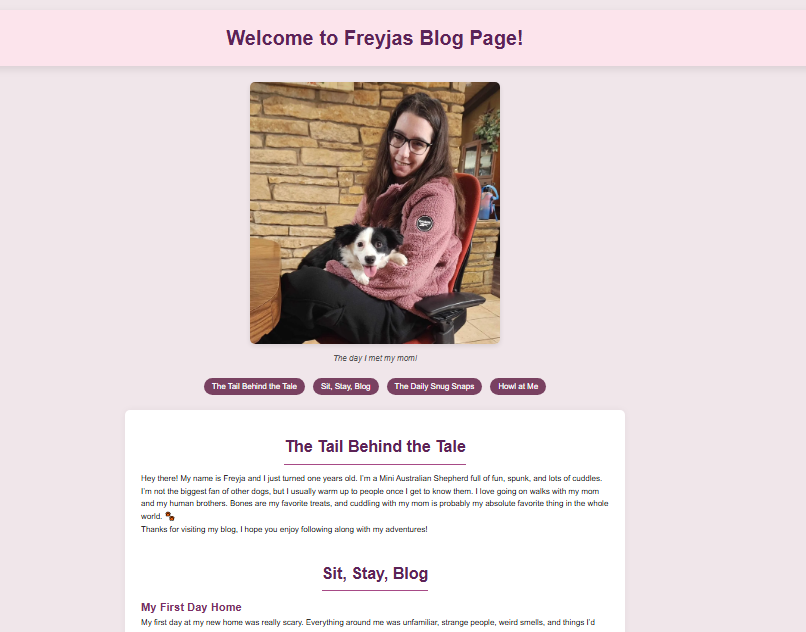 Welcome to Freyjas Blog Page!
The day I met my mom!
The Tail Behind the Tale
Sit, Stay, Blog
The Daily Snug Snaps
Howl at Me
The Tail Behind the Tale
Hey there! My name is Freyja and I just turned one years old. I'm a Mini Australian Shepherd full of fun, spunk, and lots of cuddles.
I'm not the biggest fan of other dogs, but I usually warm up to people once I get to know them. I love going on walks with my mom
and my human brothers. Bones are my favorite treats, and cuddling with my mom is probably my absolute favorite thing in the whole
world. 🐾
Thanks for visiting my blog, I hope you enjoy following along with my adventures!
Sit, Stay, Blog
My First Day Home
My first day at my new home was really scary. Everything around me was unfamiliar, strange people, weird smells, and things I'd